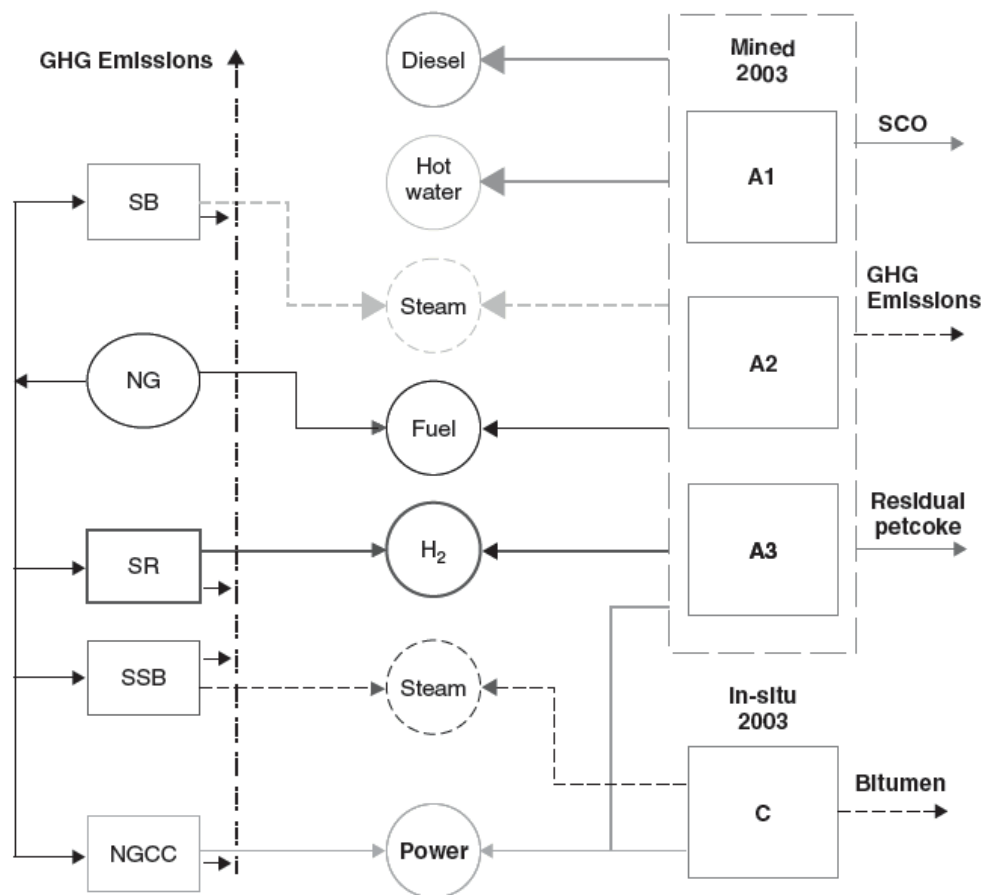 GHG Emissions
Diesel
Mined
2003
SCO
A1
Hot
water
SB
GHG
Emissions
Steam
A2
NG
Fuel
Residual
petcoke
H₂
A3
SR
SSB
Steam
In-situ
2003
Bitumen
C
NGCC
Power